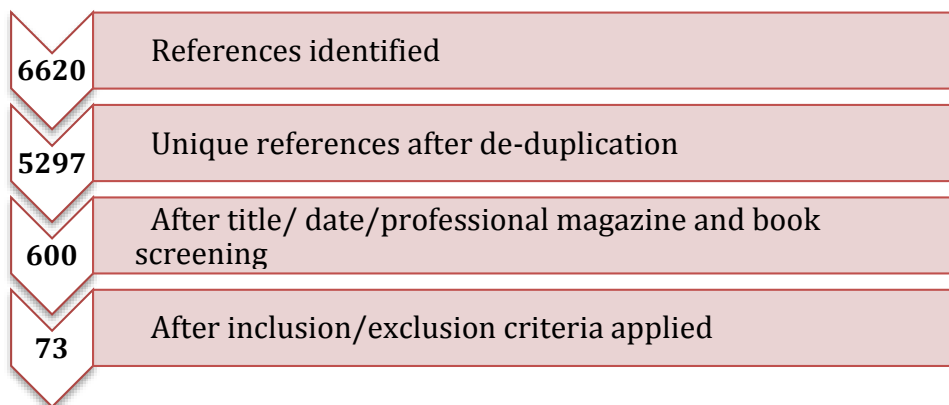 6620
References identified
5297
Unique references after de-duplication
600
After title/ date/professional magazine and book
screening
73
After inclusion/exclusion criteria applied